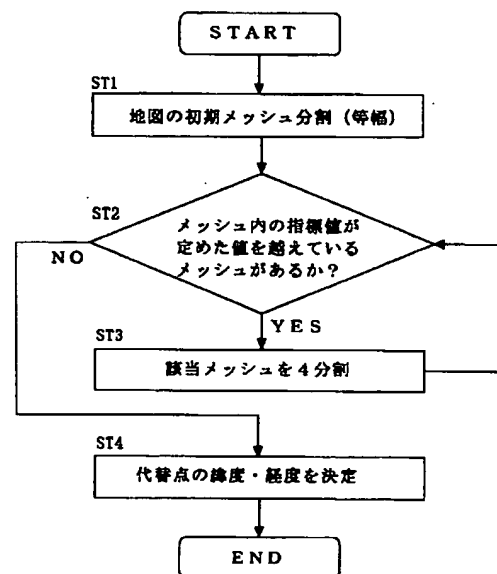 START
ST1
地図の初期メッシュ分割（等幅）
ST2
メッシュ内の指標値が
定めた値を越えている
メッシュがあるか？
NO
YES
ST3
該当メッシュを４分割
ST4
代替点の緯度・経度を決定
END